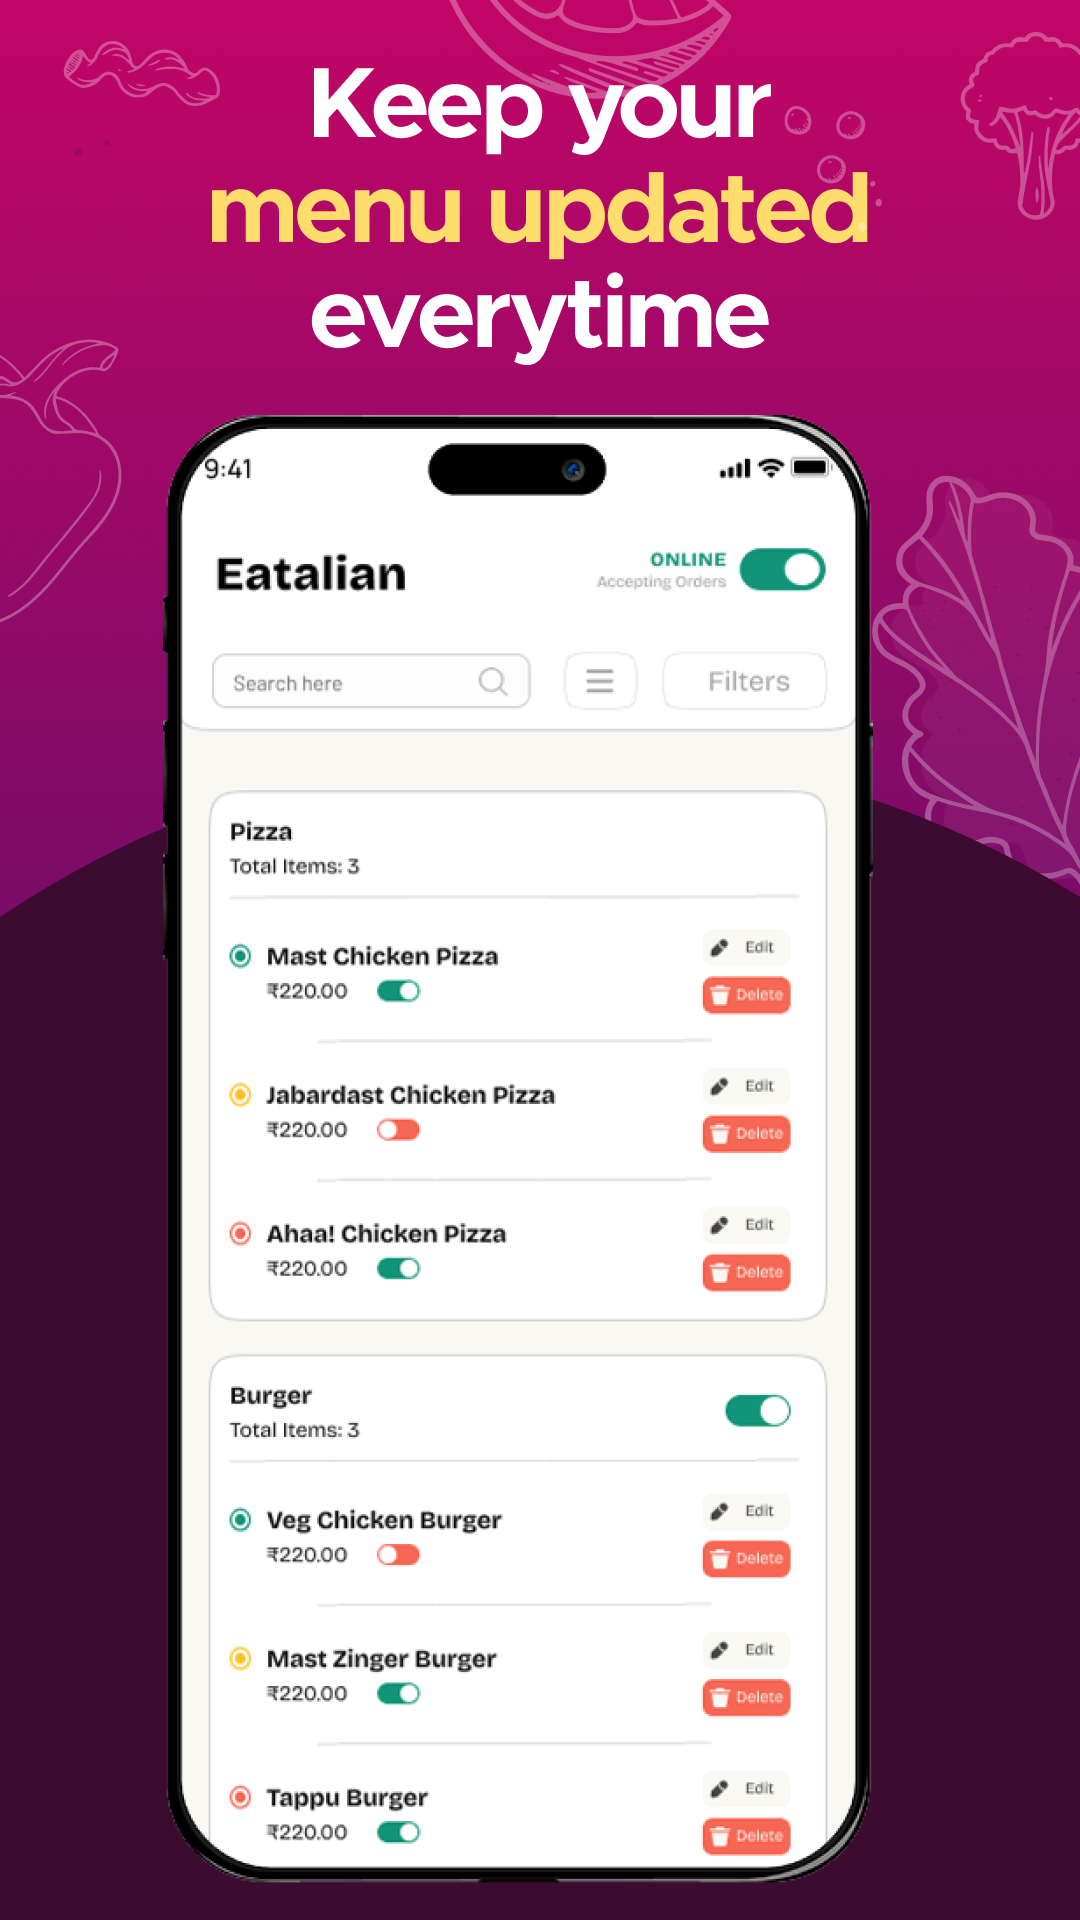 Keep your
menu updated
everytime
9:41
Eatalian
ONLINE
Accepting Orders
Search here
Filters
Pizza
Total Items: 3
Mast Chicken Pizza
Edit
₹220.00
Delete
Jabardast Chicken Pizza
Edit
₹220.00
Delete
Ahaa! Chicken Pizza
Edit
₹220.00
Delete
Burger
Total Items: 3
Veg Chicken Burger
Edit
₹220.00
Delete
Mast Zinger Burger
Edit
₹220.00
Delete
Tappu Burger
Edit
₹220.00
Delete